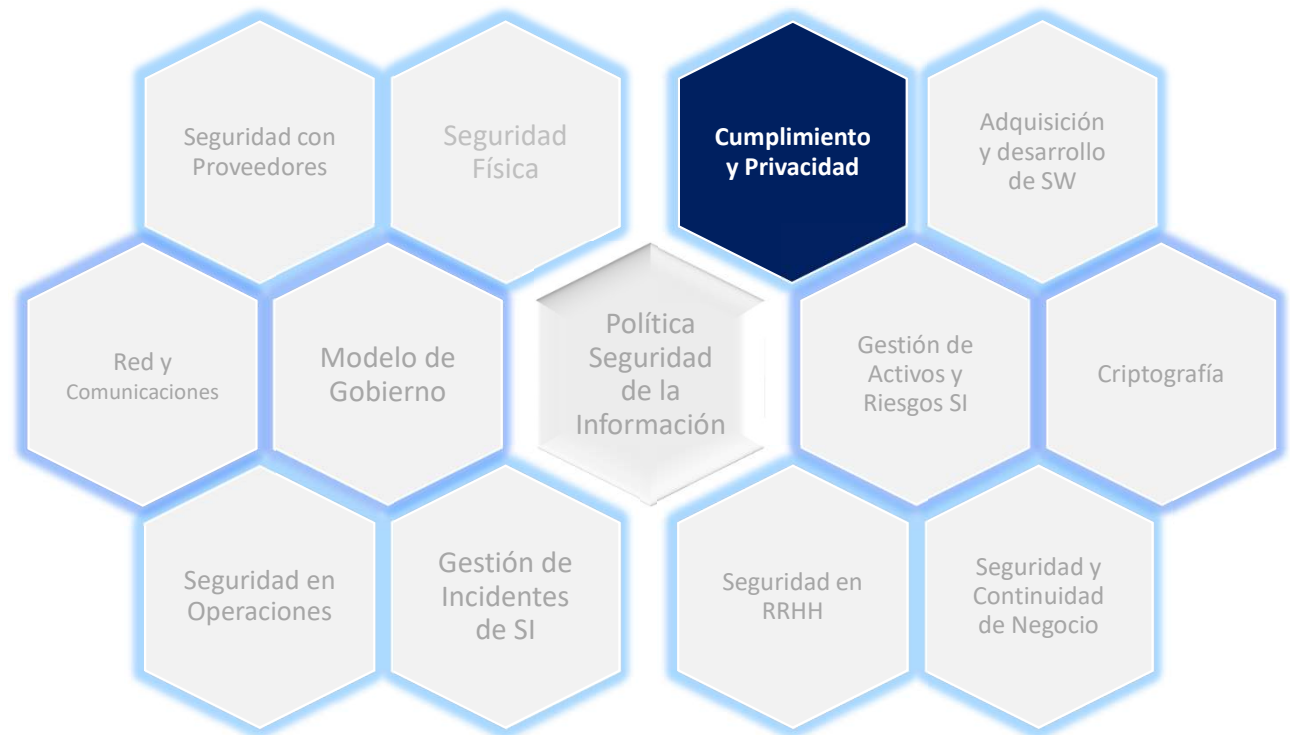 Seguridad con
Proveedores
Seguridad
Física
Cumplimiento
y Privacidad
Adquisición
y desarrollo
de SW
Red y
Comunicaciones
Modelo de
Gobierno
Política
Seguridad
de la
Información
Gestión de
Activos y
Riesgos SI
Criptografía
Seguridad en
Operaciones
Gestión de
Incidentes
de SI
Seguridad en
RRHH
Seguridad y
Continuidad
de Negocio